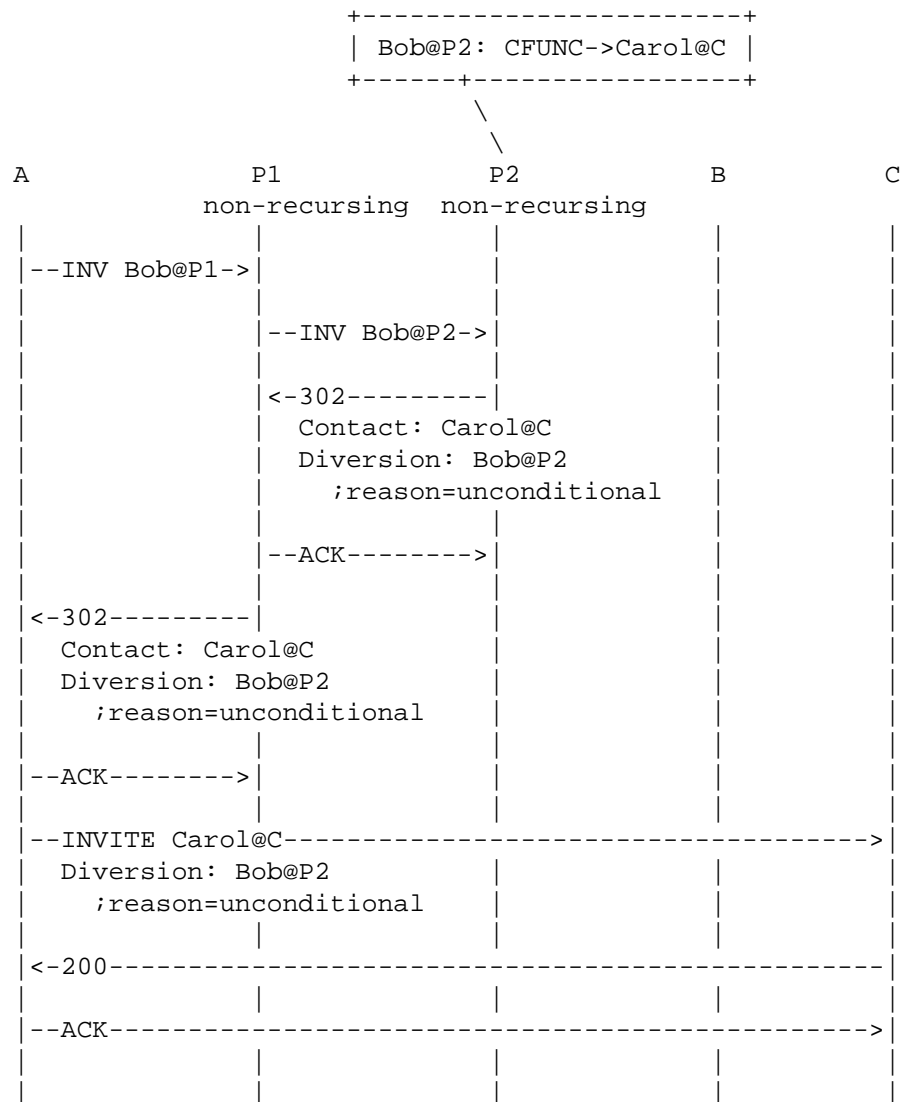 +-------------------------+
| Bob@P2: CFUNC->Carol@C |
+------+-----------------+
\
\
A P1 P2 B C
non-recursing non-recursing
| | | | |
|--INV Bob@P1->| | | |
| | | | |
| |--INV Bob@P2->| | |
| | | | |
| |<-302---------| | |
| | Contact: Carol@C | |
| | Diversion: Bob@P2 | |
| | ;reason=unconditional | |
| | | | |
| |--ACK-------->| | |
| | | | |
|<-302---------| | | |
| Contact: Carol@C | | |
| Diversion: Bob@P2 | | |
| ;reason=unconditional | | |
| | | | |
|--ACK-------->| | | |
| | | | |
|--INVITE Carol@C------------------------------------->|
| Diversion: Bob@P2 | | |
| ;reason=unconditional | | |
| | | | |
|<-200-------------------------------------------------|
| | | | |
|--ACK------------------------------------------------>|
| | | | |
| | | | |